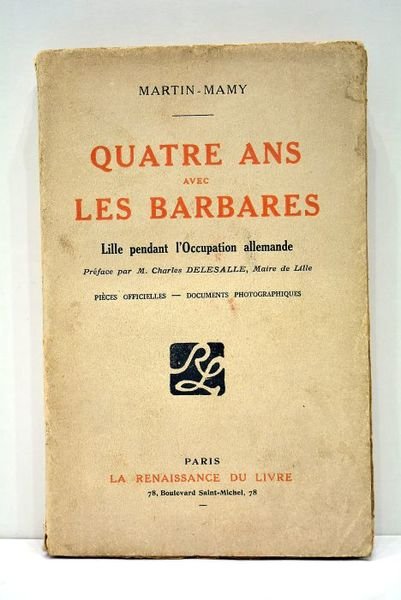 MARTIN-MAMY
QUATRE ANS
AVEC
LES BARBARES
Lille pendant l'Occupation allemande
Préface par M. Charles DELESALLE, Maire de Lille
PIÈCES OFFICIELLES — DOCUMENTS PHOTOGRAPHIQUES
RL
PARIS
LA RENAISSANCE DU LIVRE
78, Boulevard Saint-Michel, 78